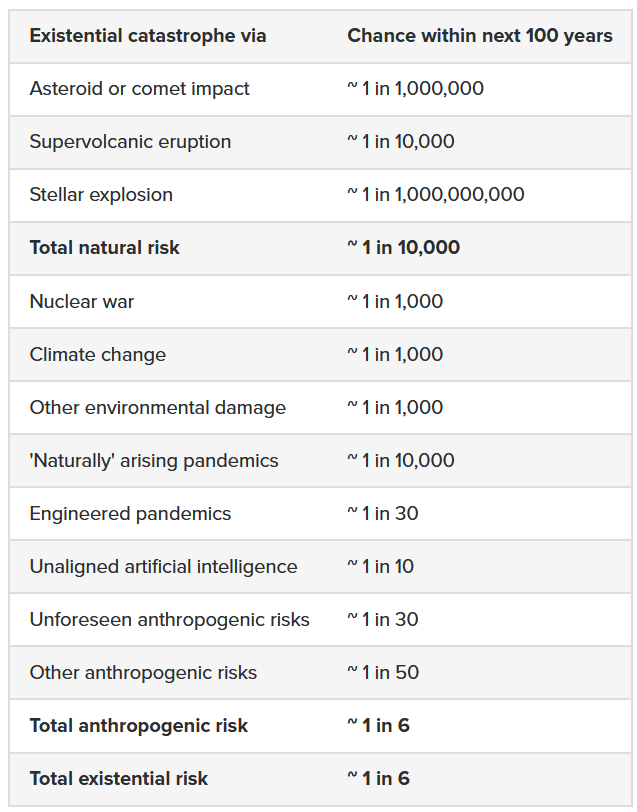 Existential catastrophe via Chance within next 100 years
Asteroid or comet impact ~ 1 in 1,000,000
Supervolcanic eruption ~ 1 in 10,000
Stellar explosion ~ 1 in 1,000,000,000
Total natural risk ~ 1 in 10,000
Nuclear war ~ 1 in 1,000
Climate change ~ 1 in 1,000
Other environmental damage ~ 1 in 1,000
'Naturally' arising pandemics ~ 1 in 10,000
Engineered pandemics ~ 1 in 30
Unaligned artificial intelligence ~ 1 in 10
Unforeseen anthropogenic risks ~ 1 in 30
Other anthropogenic risks ~ 1 in 50
Total anthropogenic risk ~ 1 in 6
Total existential risk ~ 1 in 6